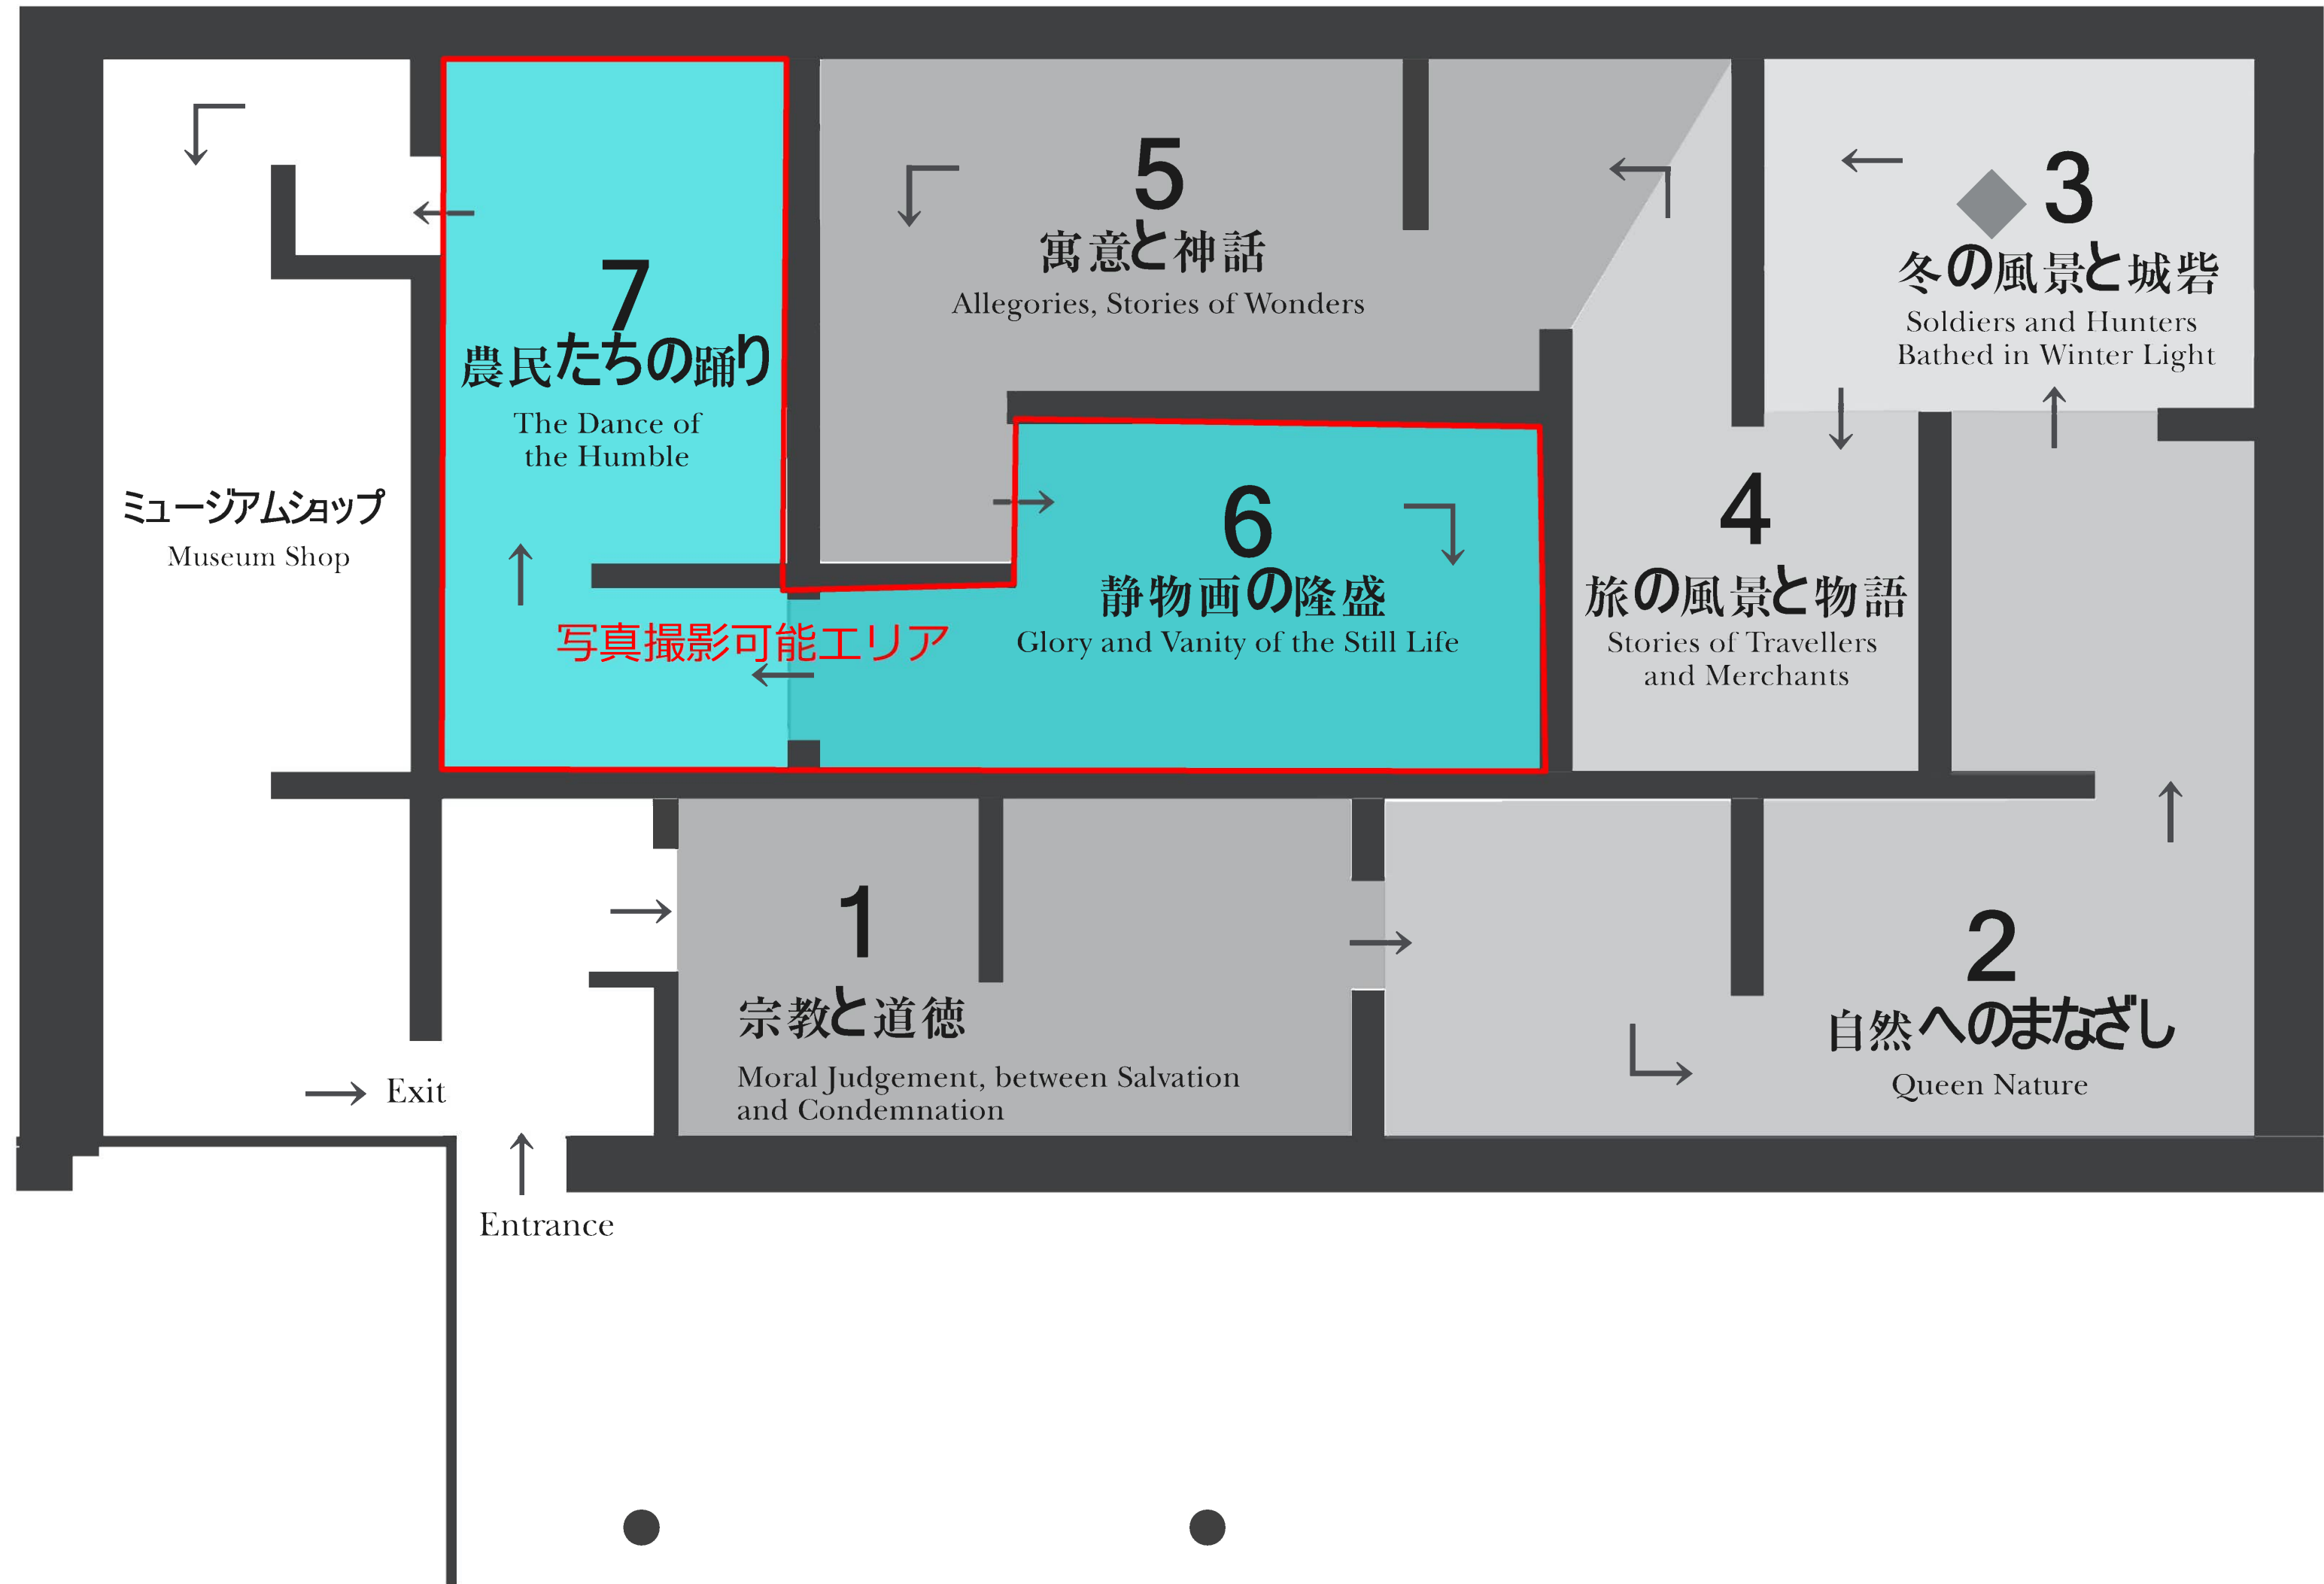 5
寓意と神話
Allegories, Stories of Wonders
3
冬の風景と城砦
Soldiers and Hunters
Bathed in Winter Light
7
農民たちの踊り
The Dance of
the Humble
ミュージアムショップ
Museum Shop
6
静物画の隆盛
Glory and Vanity of the Still Life
4
旅の風景と物語
Stories of Travellers
and Merchants
写真撮影可能エリア
1
宗教と道徳
Moral Judgement, between Salvation
and Condemnation
2
自然へのまなざし
Queen Nature
Exit
Entrance